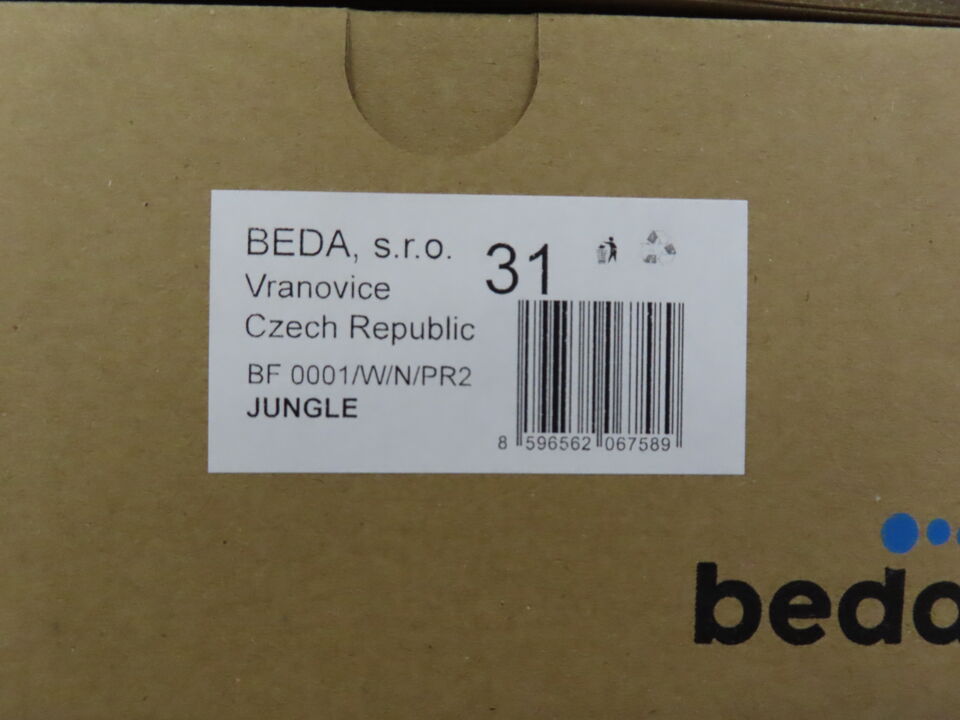 BEDA, s.r.o.
31
Vranovice
Czech Republic
BF 0001/W/N/PR2
JUNGLE
8 596562 067589
beda